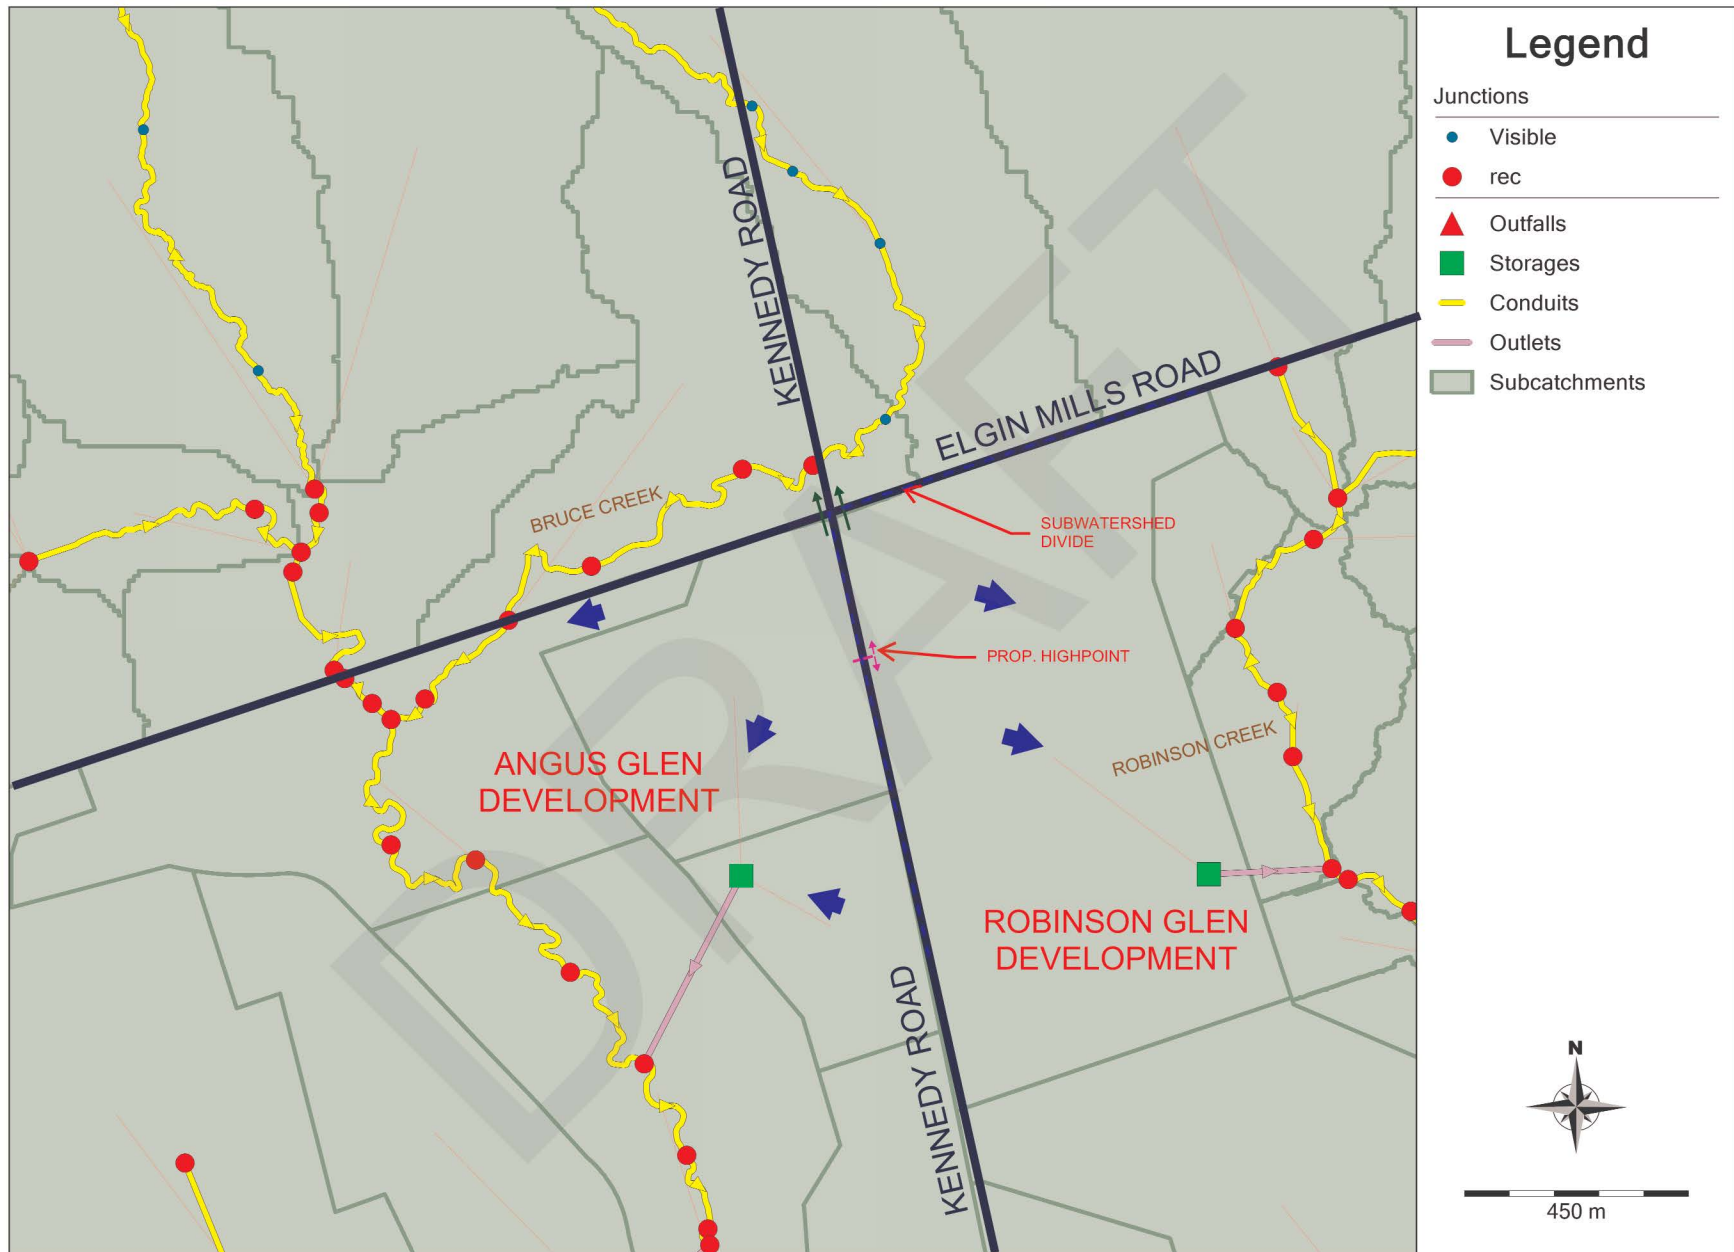 Legend
Junctions
Visible
rec
Outfalls
Storages
Conduits
Outlets
Subcatchments
KENNEDY ROAD
ELGIN MILLS ROAD
BRUCE CREEK
SUBWATERSHED
DIVIDE
PROP. HIGHPOINT
ROBINSON CREEK
ANGUS GLEN
DEVELOPMENT
ROBINSON GLEN
DEVELOPMENT
KENNEDY ROAD
DRAFT
N
450 m